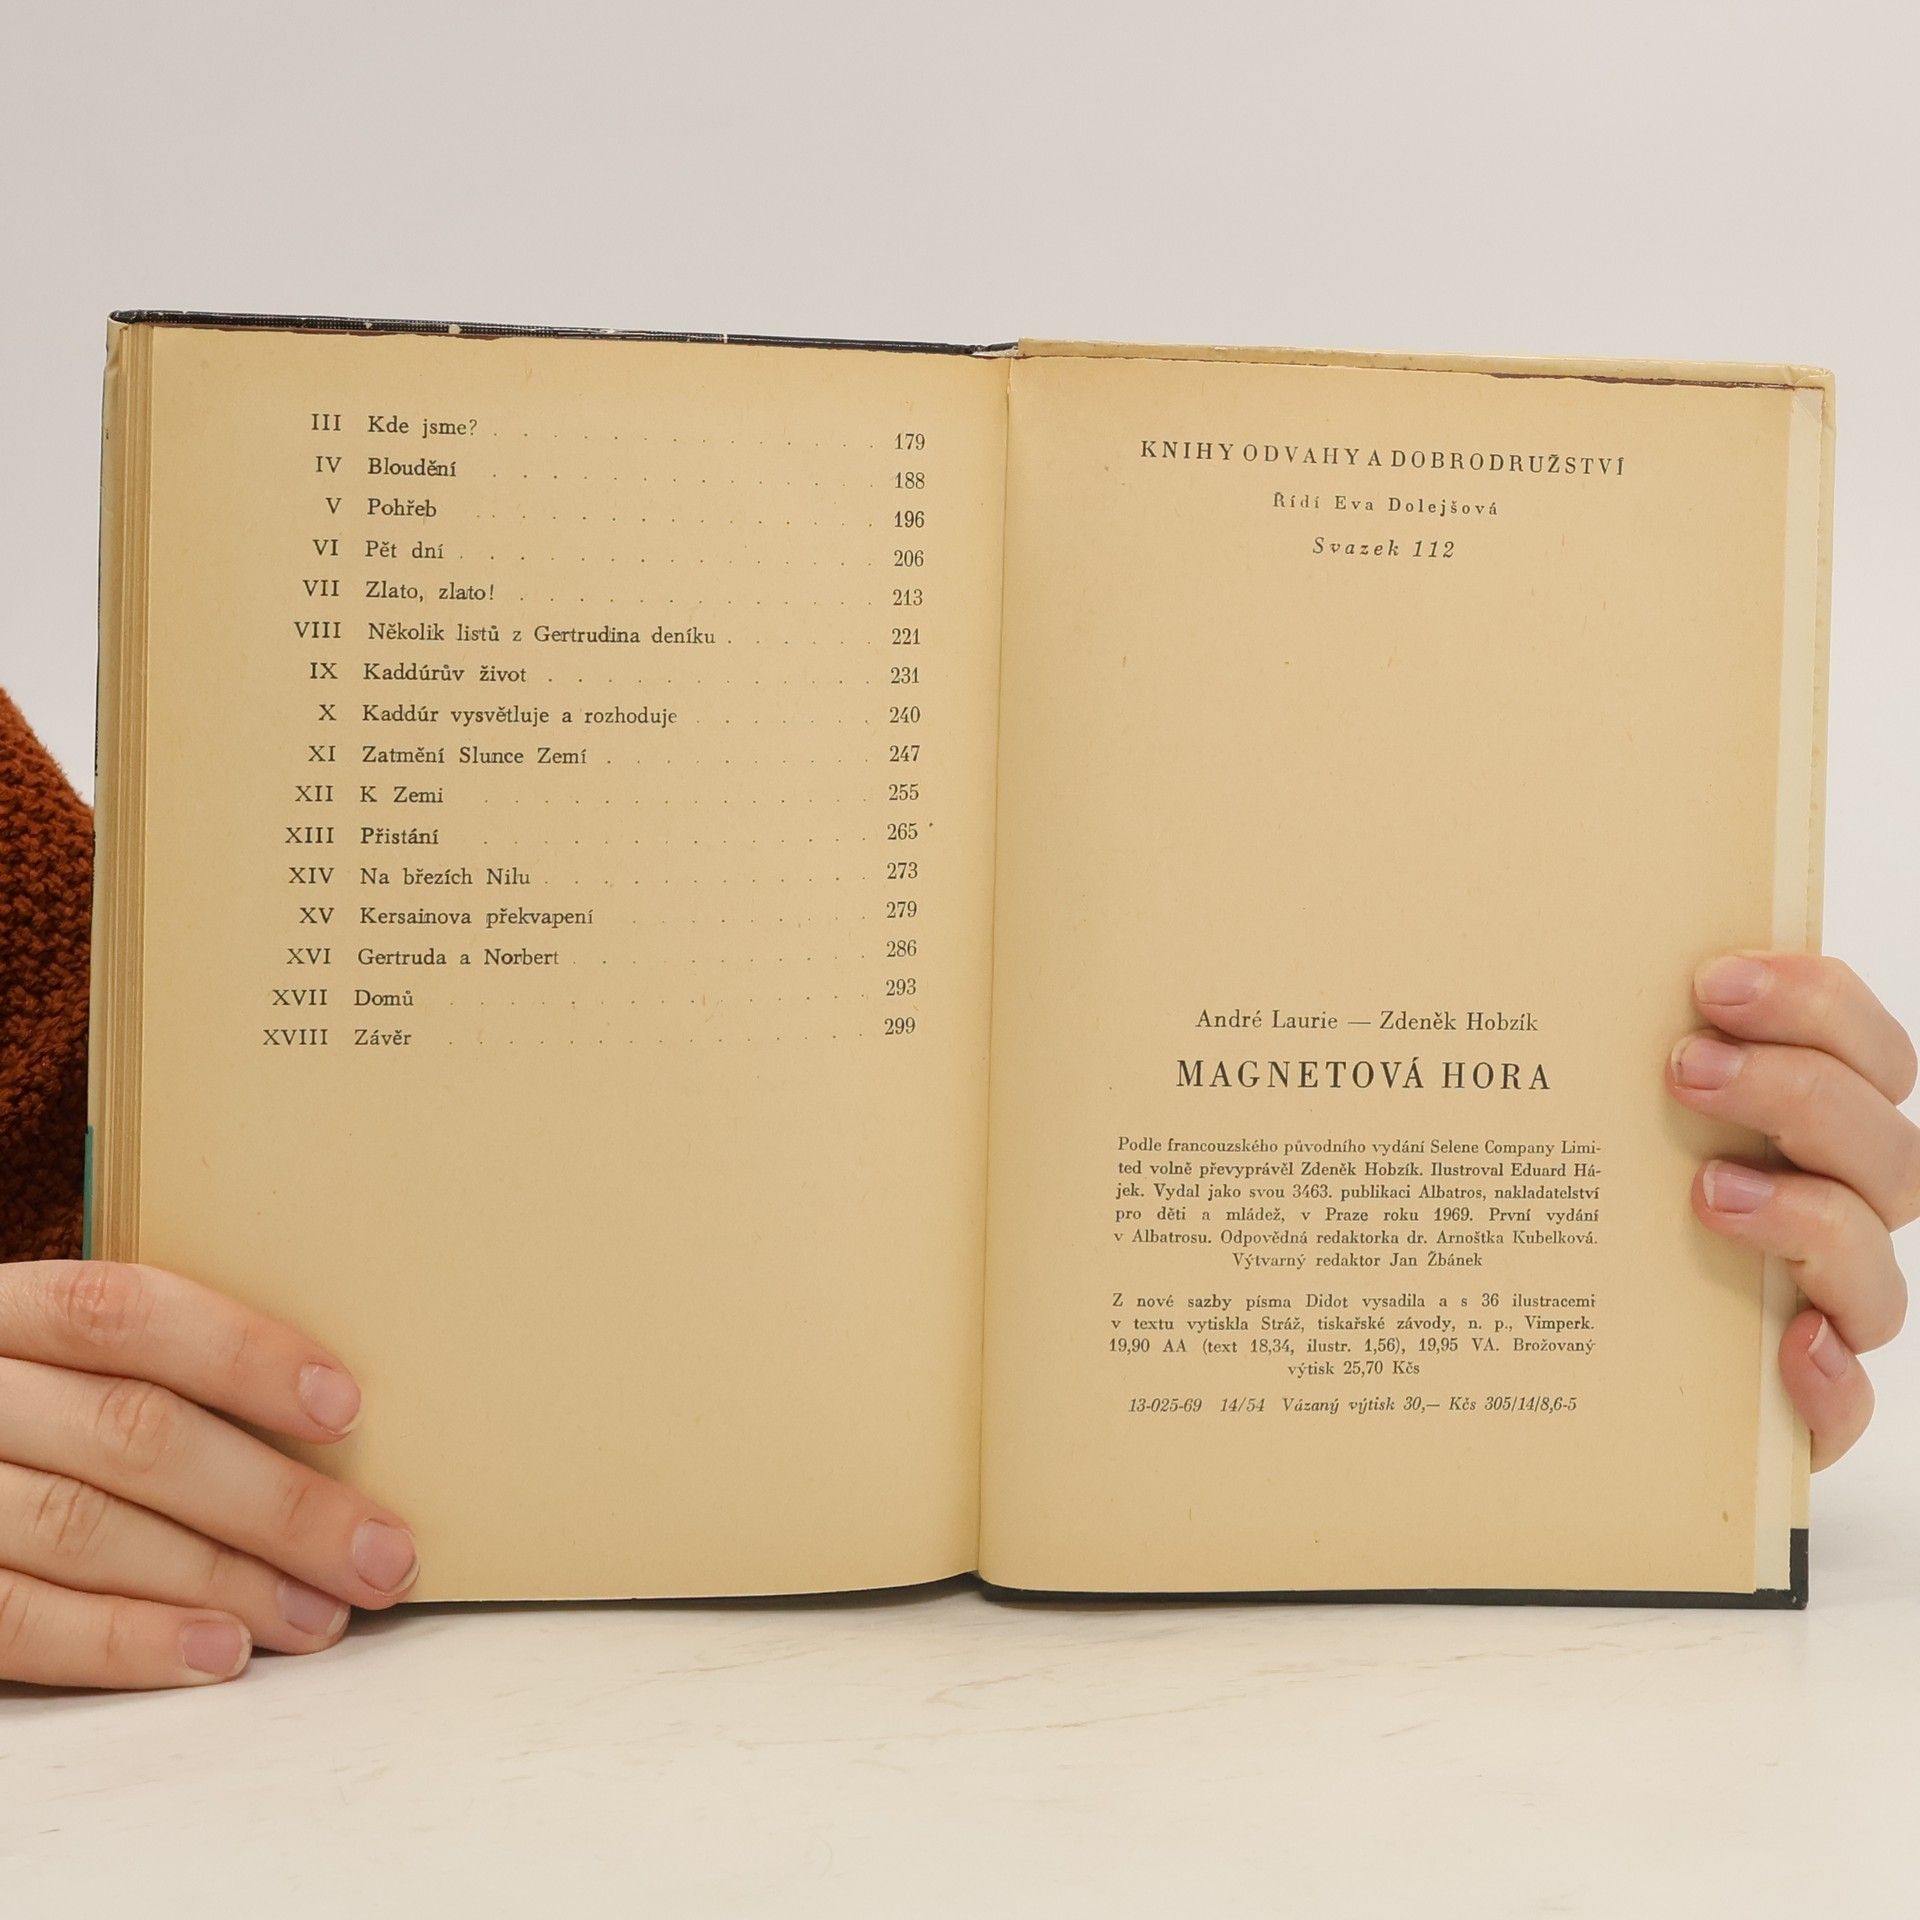 III Kde jsme? . . . . . . . . . . . . . 179
IV Bloudění . . . . . . . . . . . . . 188
V Pohřeb . . . . . . . . . . . . . . 196
VI Pět dní . . . . . . . . . . . . . . 206
VII Zlato, zlato! . . . . . . . . . . . . 213
VIII Několik listů z Gertrudina deníku . . . . . 221
IX Kaddúrův život . . . . . . . . . . . 231
X Kaddúr vysvětluje a rozhoduje . . . . . . 240
XI Zatmění Slunce Zemí . . . . . . . . . 247
XII K Zemi . . . . . . . . . . . . . 255
XIII Přistání . . . . . . . . . . . . . 265
XIV Na březích Nilu . . . . . . . . . . . 273
XV Kersainova překvapení . . . . . . . . 279
XVI Gertruda a Norbert . . . . . . . . . . 286
XVII Domů . . . . . . . . . . . . . . 293
XVIII Závěr . . . . . . . . . . . . . . 299
KNIHY ODVAHY A DOBRODRUŽSTVÍ
Řídí Eva Dolejšová
Svazek 112
André Laurie — Zdeněk Hobzík
MAGNETOVÁ HORA
Podle francouzského původního vydání Selene Company Limi-
ted volně převyprávěl Zdeněk Hobzík. Ilustroval Eduard Há-
jek. Vydal jako svou 3463. publikaci Albatros, nakladatelství
pro děti a mládež, v Praze roku 1969. První vydání
v Albatrosu. Odpovědná redaktorka dr. Arnoštka Kubelková.
Výtvarný redaktor Jan Žbánek
Z nové sazby písma Didot vysadila a s 36 ilustracemi
v textu vytiskla Stráž, tiskařské závody, n. p., Vimperk.
19,90 AA (text 18,34, ilustr. 1,56), 19,95 VA. Brožovaný
výtisk 25,70 Kčs
13-025-69 14/54 Vázaný výtisk 30,— Kčs 305/14/8,6-5